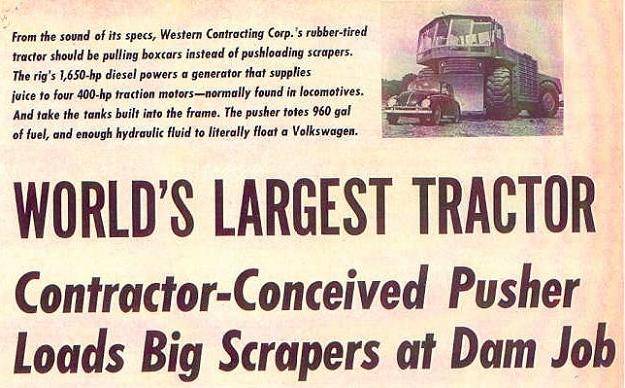 From the sound of its specs, Western Contracting Corp.'s rubber-tired
tractor should be pulling boxcars instead of pushloading scrapers.
The rig's 1,650-hp diesel powers a generator that supplies
juice to four 400-hp traction motors—normally found in locomotives.
And take the tanks built into the frame. The pusher totes 960 gal
of fuel, and enough hydraulic fluid to literally float a Volkswagen.
WORLD'S LARGEST TRACTOR
Contractor-Conceived Pusher
Loads Big Scrapers at Dam Job